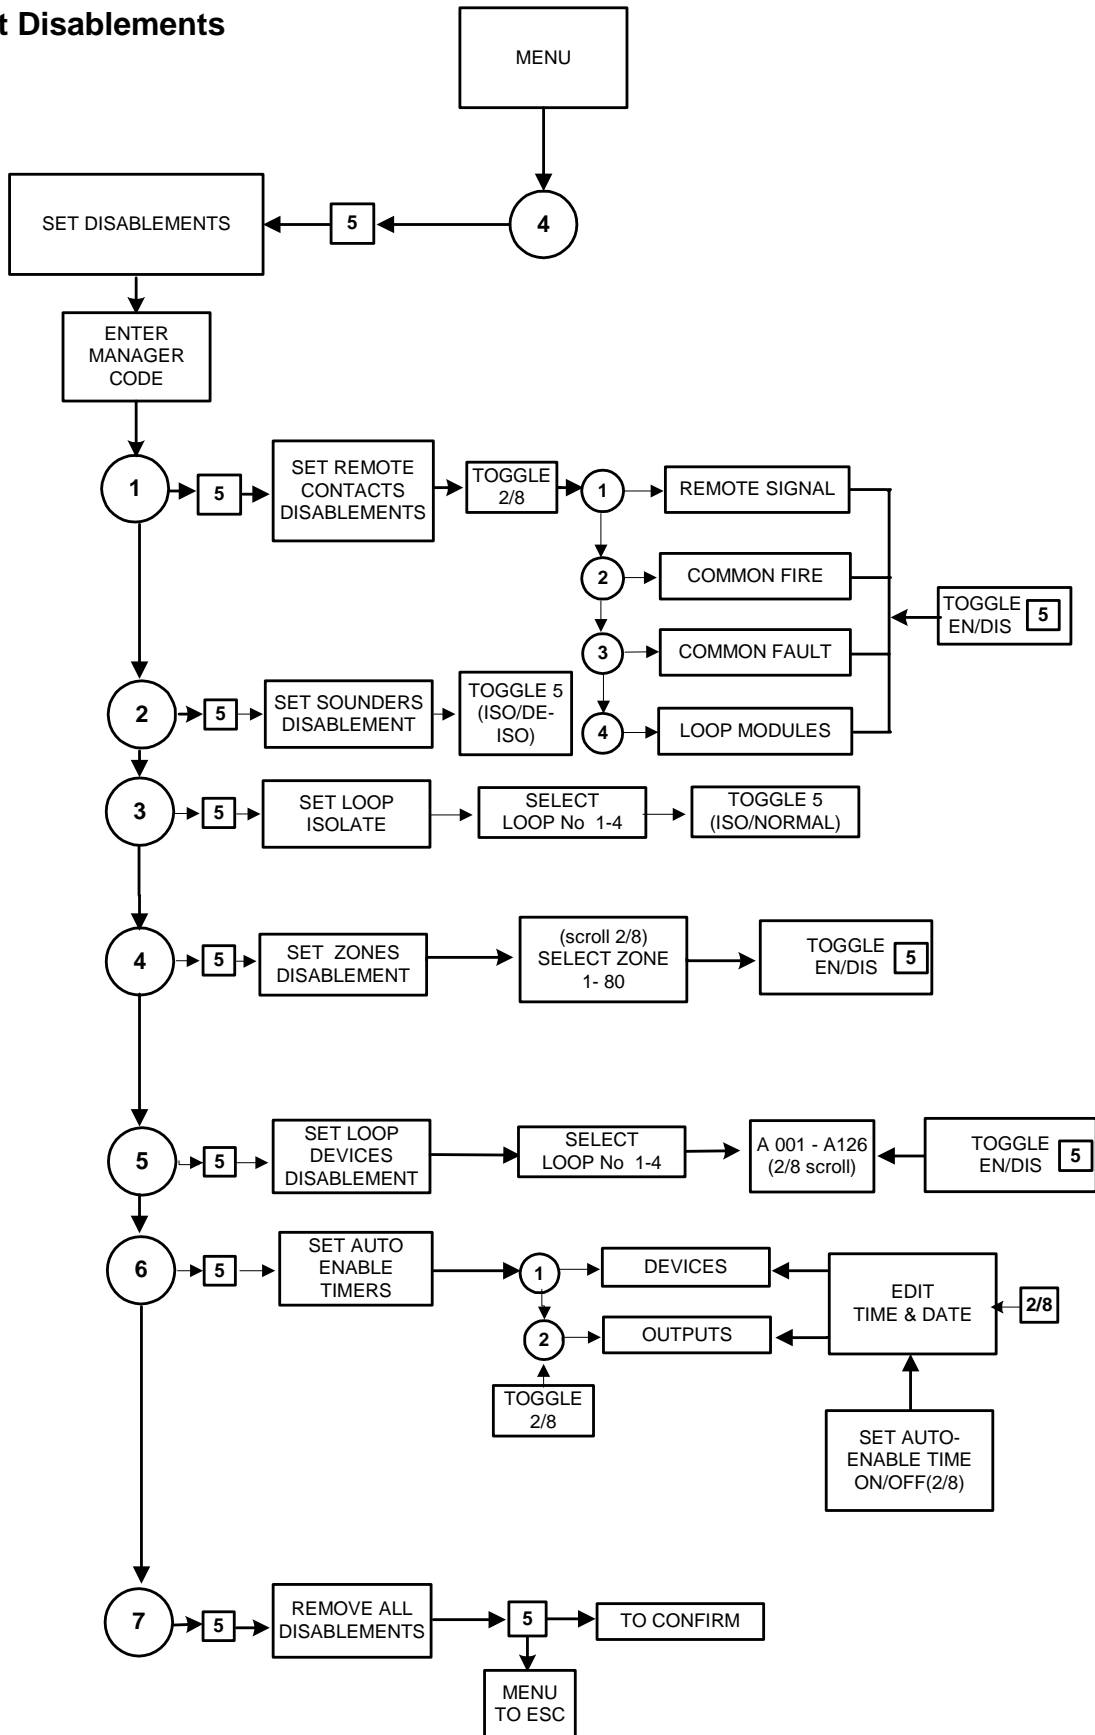 t Disablements
MENU
4
5
SET DISABLEMENTS
ENTER
MANAGER
CODE
1
5
SET REMOTE
CONTACTS
DISABLEMENTS
TOGGLE
2/8
1
REMOTE SIGNAL
2
COMMON FIRE
3
COMMON FAULT
4
LOOP MODULES
TOGGLE
EN/DIS
5
2
5
SET SOUNDERS
DISABLEMENT
TOGGLE 5
(ISO/DE-
ISO)
3
5
SET LOOP
ISOLATE
SELECT
LOOP No 1-4
TOGGLE 5
(ISO/NORMAL)
4
5
SET ZONES
DISABLEMENT
(scroll 2/8)
SELECT ZONE
1- 80
TOGGLE
EN/DIS
5
5
5
SET LOOP
DEVICES
DISABLEMENT
SELECT
LOOP No 1-4
A 001 - A126
(2/8 scroll)
TOGGLE
EN/DIS
5
6
5
SET AUTO
ENABLE
TIMERS
1
DEVICES
2
OUTPUTS
TOGGLE
2/8
EDIT
TIME & DATE
2/8
SET AUTO-
ENABLE TIME
ON/OFF(2/8)
7
5
REMOVE ALL
DISABLEMENTS
5
TO CONFIRM
MENU
TO ESC